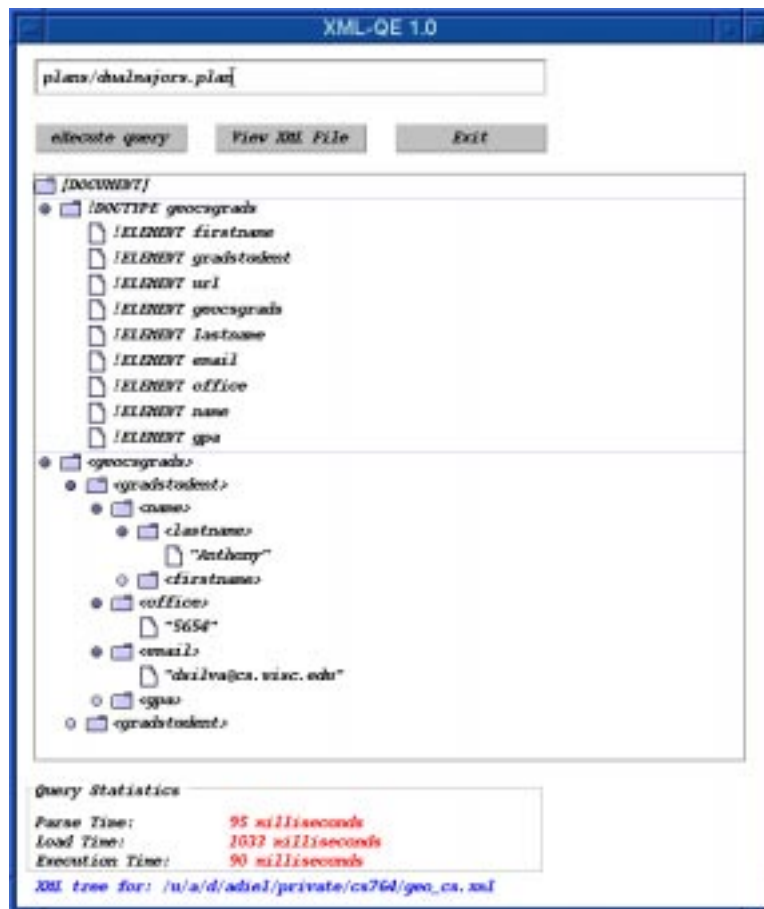 XML-QE 1.0
plans/dualmajors.plan
eXecute query
View XML File
Exit
[DOCUMENT]
!DOCTYPE geocsgrads
!ELEMENT firstname
!ELEMENT gradstudent
!ELEMENT url
!ELEMENT geocsgrads
!ELEMENT lastname
!ELEMENT email
!ELEMENT office
!ELEMENT name
!ELEMENT gpa
<geocsgrads>
<gradstudent>
<name>
<lastname>
"Anthony"
<firstname>
<office>
"5654"
<email>
"dsilva@cs.wisc.edu"
<gpa>
<gradstudent>
Query Statistics
Parse Time: 95 milliseconds
Load Time: 1033 milliseconds
Execution Time: 90 milliseconds
XML tree for: /u/a/d/adiel/private/cs764/geo_cs.xml